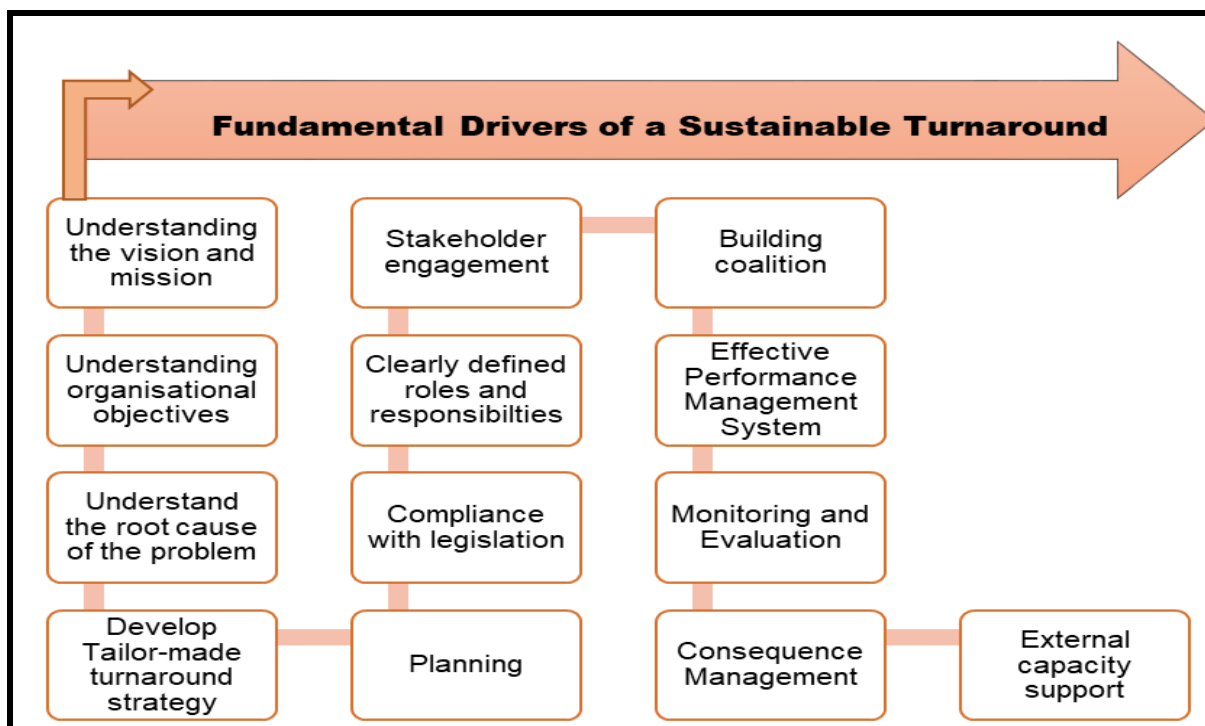 Fundamental Drivers of a Sustainable Turnaround
Understanding
the vision and
mission
Understanding
organisational
objectives
Understand
the root cause
of the problem
Develop
Tailor-made
turnaround
strategy
Planning
Compliance
with legislation
Clearly defined
roles and
responsibilties
Stakeholder
engagement
Building
coalition
Effective
Performance
Management
System
Monitoring and
Evaluation
Consequence
Management
External
capacity
support